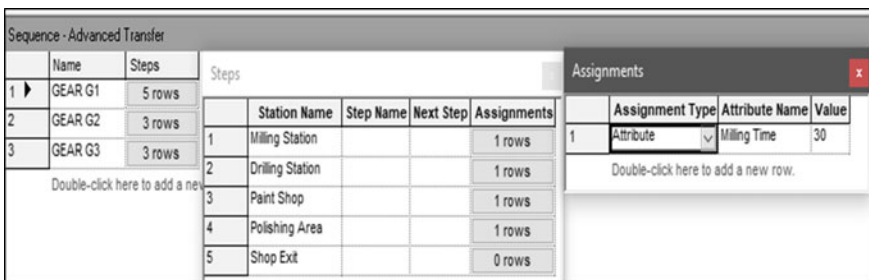 Sequence - Advanced Transfer
Name Steps
1 GEAR G1 5 rows
2 GEAR G2 3 rows
3 GEAR G3 3 rows
Double-click here to add a new
Steps
Station Name Step Name Next Step Assignments
1 Milling Station 1 rows
2 Drilling Station 1 rows
3 Paint Shop 1 rows
4 Polishing Area 1 rows
5 Shop Exit 0 rows
Assignments x
Assignment Type Attribute Name Value
1 Attribute Milling Time 30
Double-click here to add a new row.